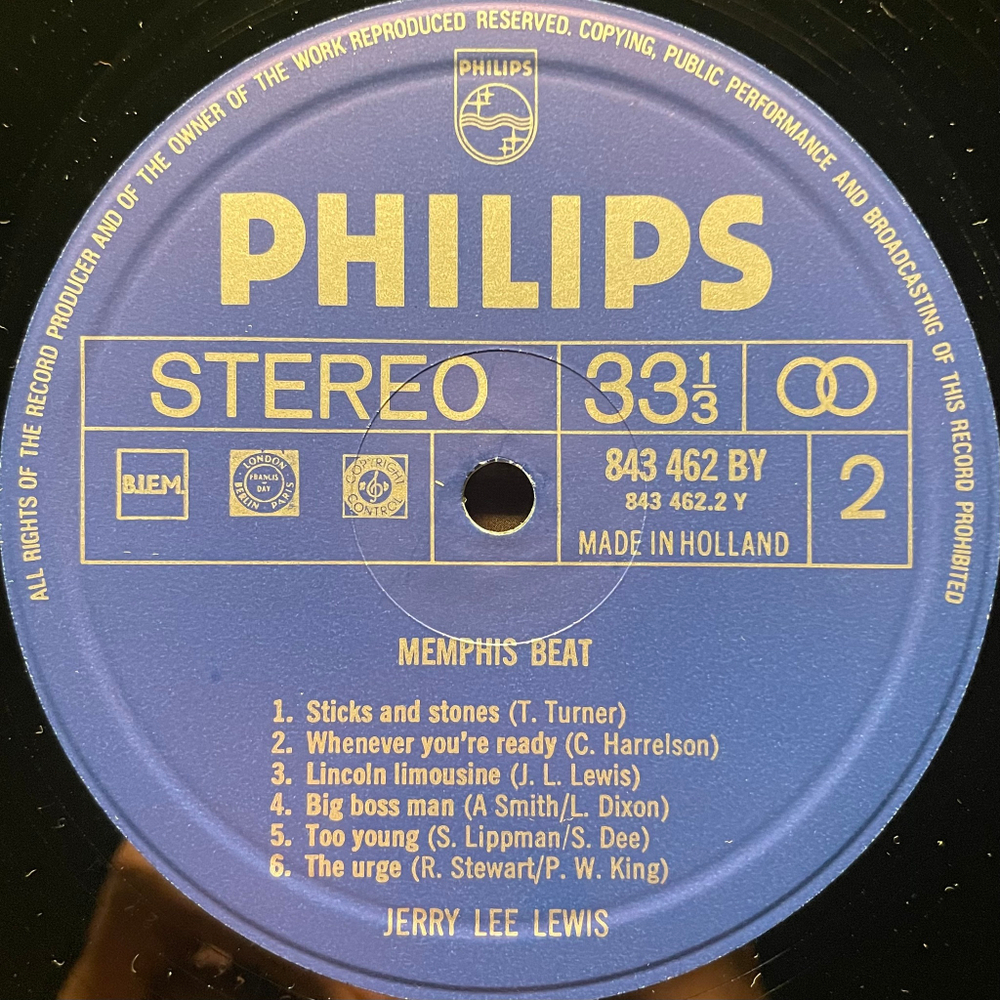 ALL RIGHTS OF THE RECORD PRODUCER AND OF THE OWNER OF THE WORK REPRODUCED RESERVED. COPYING, PUBLIC PERFORMANCE AND BROADCASTING OF THIS RECORD PROHIBITED
PHILIPS
PHILIPS
STEREO
33 1/3
B.I.E.M.
LONDON
FRANCIS
DAY
BERLIN PARIS
COPYRIGHT
CONTROL
843 462 BY
843 462.2 Y
MADE IN HOLLAND
2
MEMPHIS BEAT
1. Sticks and stones (T. Turner)
2. Whenever you're ready (C. Harrelson)
3. Lincoln limousine (J. L. Lewis)
4. Big boss man (A Smith/L. Dixon)
5. Too young (S. Lippman/S. Dee)
6. The urge (R. Stewart/P. W. King)
JERRY LEE LEWIS